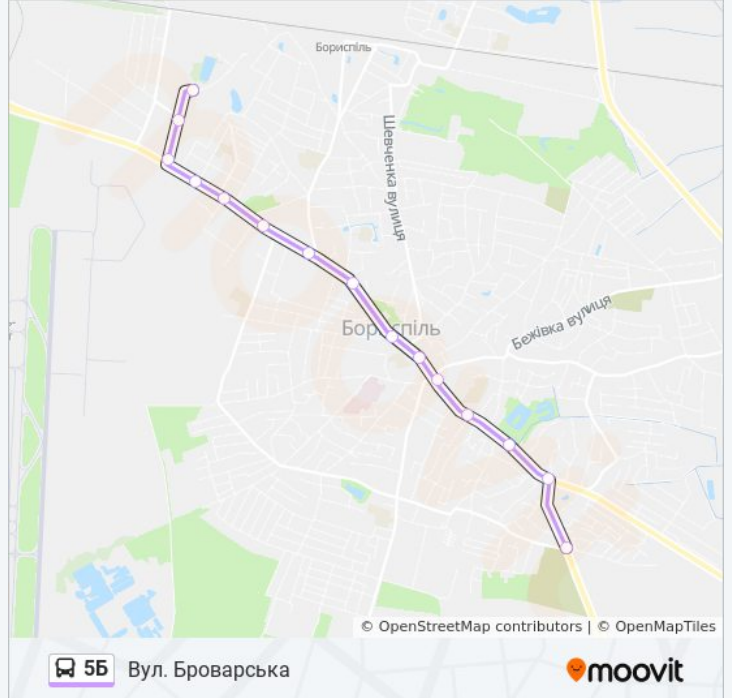 Бориспіль
Шевченка вулиця
Бежівка вулиця
Бориспіль
© OpenStreetMap contributors | © OpenMapTiles
5Б Вул. Броварська
moovit